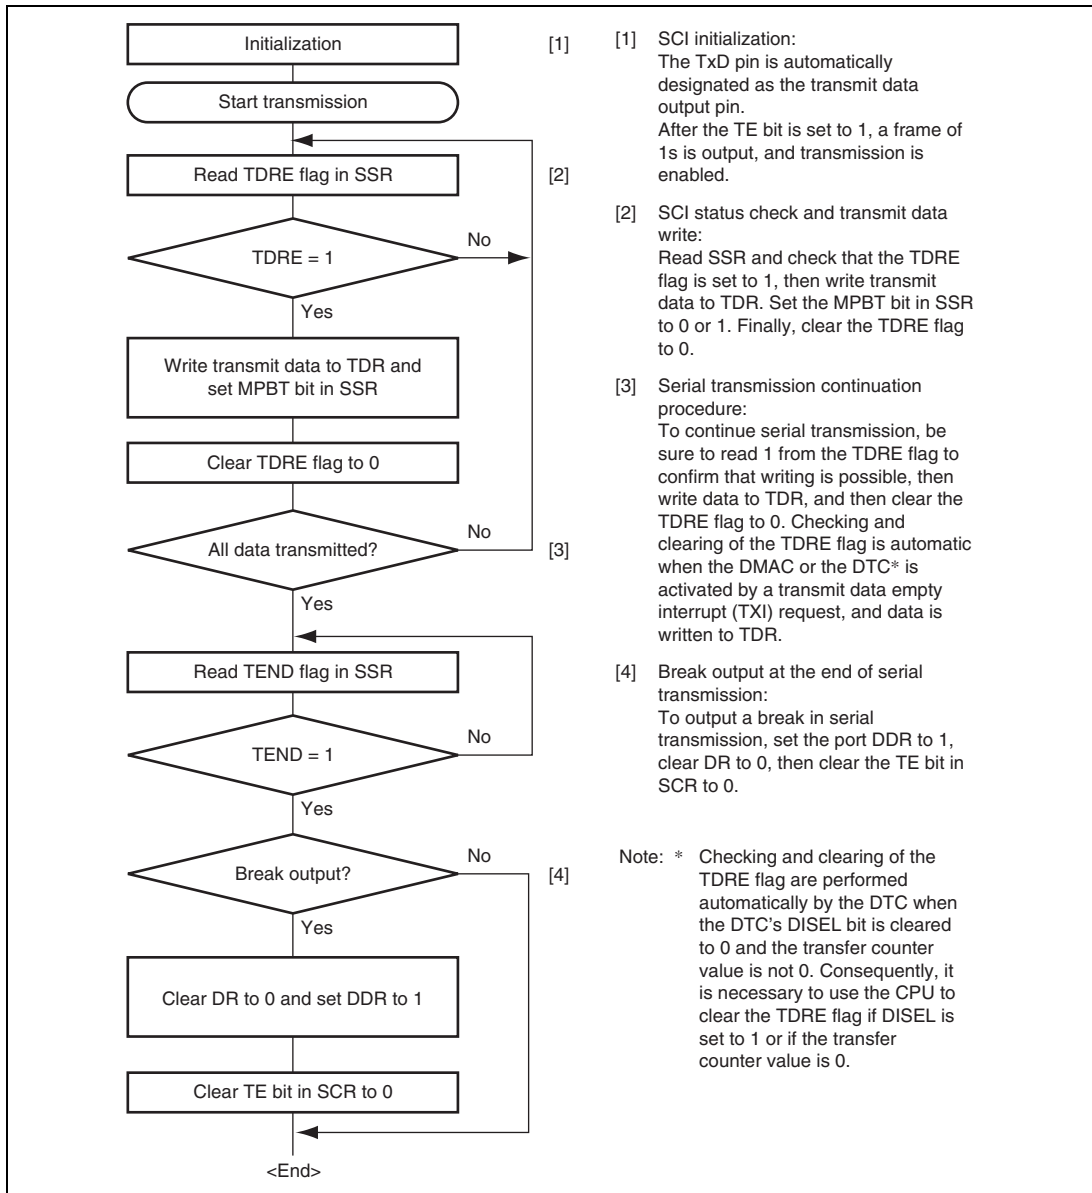 Initialization
[1]
Start transmission
Read TDRE flag in SSR
[2]
TDRE = 1
No
Yes
Write transmit data to TDR and
set MPBT bit in SSR
Clear TDRE flag to 0
All data transmitted?
No
[3]
Yes
Read TEND flag in SSR
TEND = 1
No
Yes
Break output?
No
[4]
Yes
Clear DR to 0 and set DDR to 1
Clear TE bit in SCR to 0
<End>
[1] SCI initialization:
The TxD pin is automatically
designated as the transmit data
output pin.
After the TE bit is set to 1, a frame of
1s is output, and transmission is
enabled.
[2] SCI status check and transmit data
write:
Read SSR and check that the TDRE
flag is set to 1, then write transmit
data to TDR. Set the MPBT bit in SSR
to 0 or 1. Finally, clear the TDRE flag
to 0.
[3] Serial transmission continuation
procedure:
To continue serial transmission, be
sure to read 1 from the TDRE flag to
confirm that writing is possible, then
write data to TDR, and then clear the
TDRE flag to 0. Checking and
clearing of the TDRE flag is automatic
when the DMAC or the DTC* is
activated by a transmit data empty
interrupt (TXI) request, and data is
written to TDR.
[4] Break output at the end of serial
transmission:
To output a break in serial
transmission, set the port DDR to 1,
clear DR to 0, then clear the TE bit in
SCR to 0.
Note: * Checking and clearing of the
TDRE flag are performed
automatically by the DTC when
the DTC's DISEL bit is cleared
to 0 and the transfer counter
value is not 0. Consequently, it
is necessary to use the CPU to
clear the TDRE flag if DISEL is
set to 1 or if the transfer
counter value is 0.